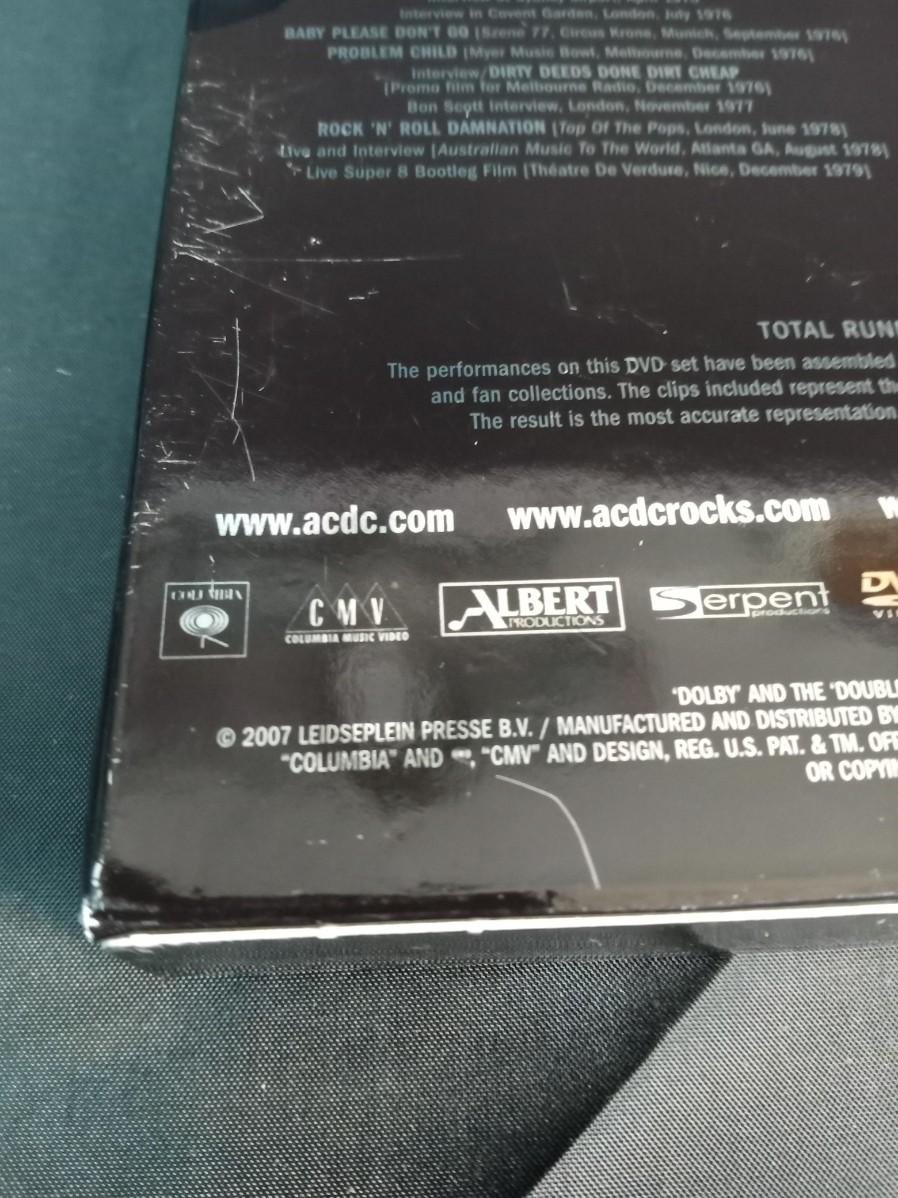 Interview in Covent Garden, London, July 1976
BABY PLEASE DON'T GO [Szene '77, Circus Krone, Munich, September 1976]
PROBLEM CHILD [Myer Music Bowl, Melbourne, December 1976]
Interview/DIRTY DEEDS DONE DIRT CHEAP
[Promo film for Melbourne Radio, December 1976]
Bon Scott Interview, London, November 1977
ROCK 'N' ROLL DAMNATION [Top Of The Pops, London, June 1978]
Live and Interview [Australian Music To The World, Atlanta GA, August 1978]
Live Super 8 Bootleg Film [Théatre De Verdure, Nice, December 1979]
TOTAL RUN
The performances on this DVD set have been assembled
and fan collections. The clips included represent th
The result is the most accurate representation
www.acdc.com www.acdcrocks.com w
COLUMBIA
CMV
COLUMBIA MUSIC VIDEO
ALBERT
PRODUCTIONS
Serpent
productions
DV
VI
'DOLBY' AND THE 'DOUBL
© 2007 LEIDSEPLEIN PRESSE B.V. / MANUFACTURED AND DISTRIBUTED BY
"COLUMBIA" AND , "CMV" AND DESIGN, REG. U.S. PAT. & TM. OFF
OR COPYIN